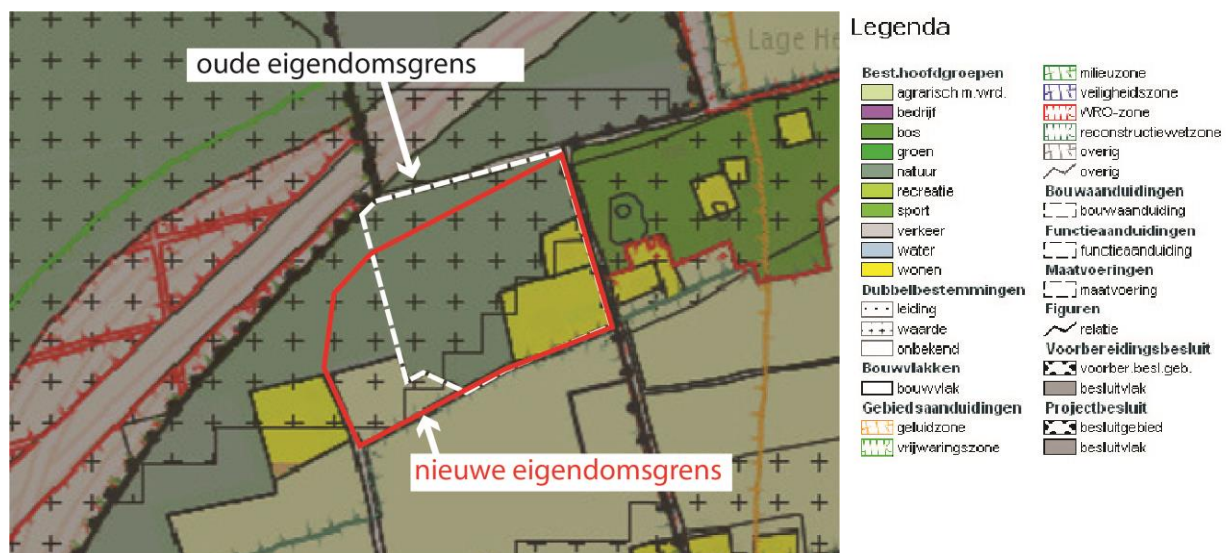 oude eigendomsgrens
Lage He
nieuwe eigendomsgrens
Legenda
Best.hoofdgroepen
agrarisch m.wrd.
bedrijf
bos
groen
natuur
recreatie
sport
verkeer
water
wonen
Dubbelbestemmingen
leiding
waarde
onbekend
Bouwvlakken
bouwvlak
Gebiedsaanduidingen
geluidzone
vrijwaringszone
milieuzone
veiligheidszone
WRO-zone
reconstructiewetzone
overig
overig
Bouwaanduidingen
bouwaanduiding
Functieaanduidingen
functieaanduiding
Maatvoeringen
maatvoering
Figuren
relatie
Voorbereidingsbesluit
voorber.besl.geb.
besluitvlak
Projectbesluit
besluitgebied
besluitvlak